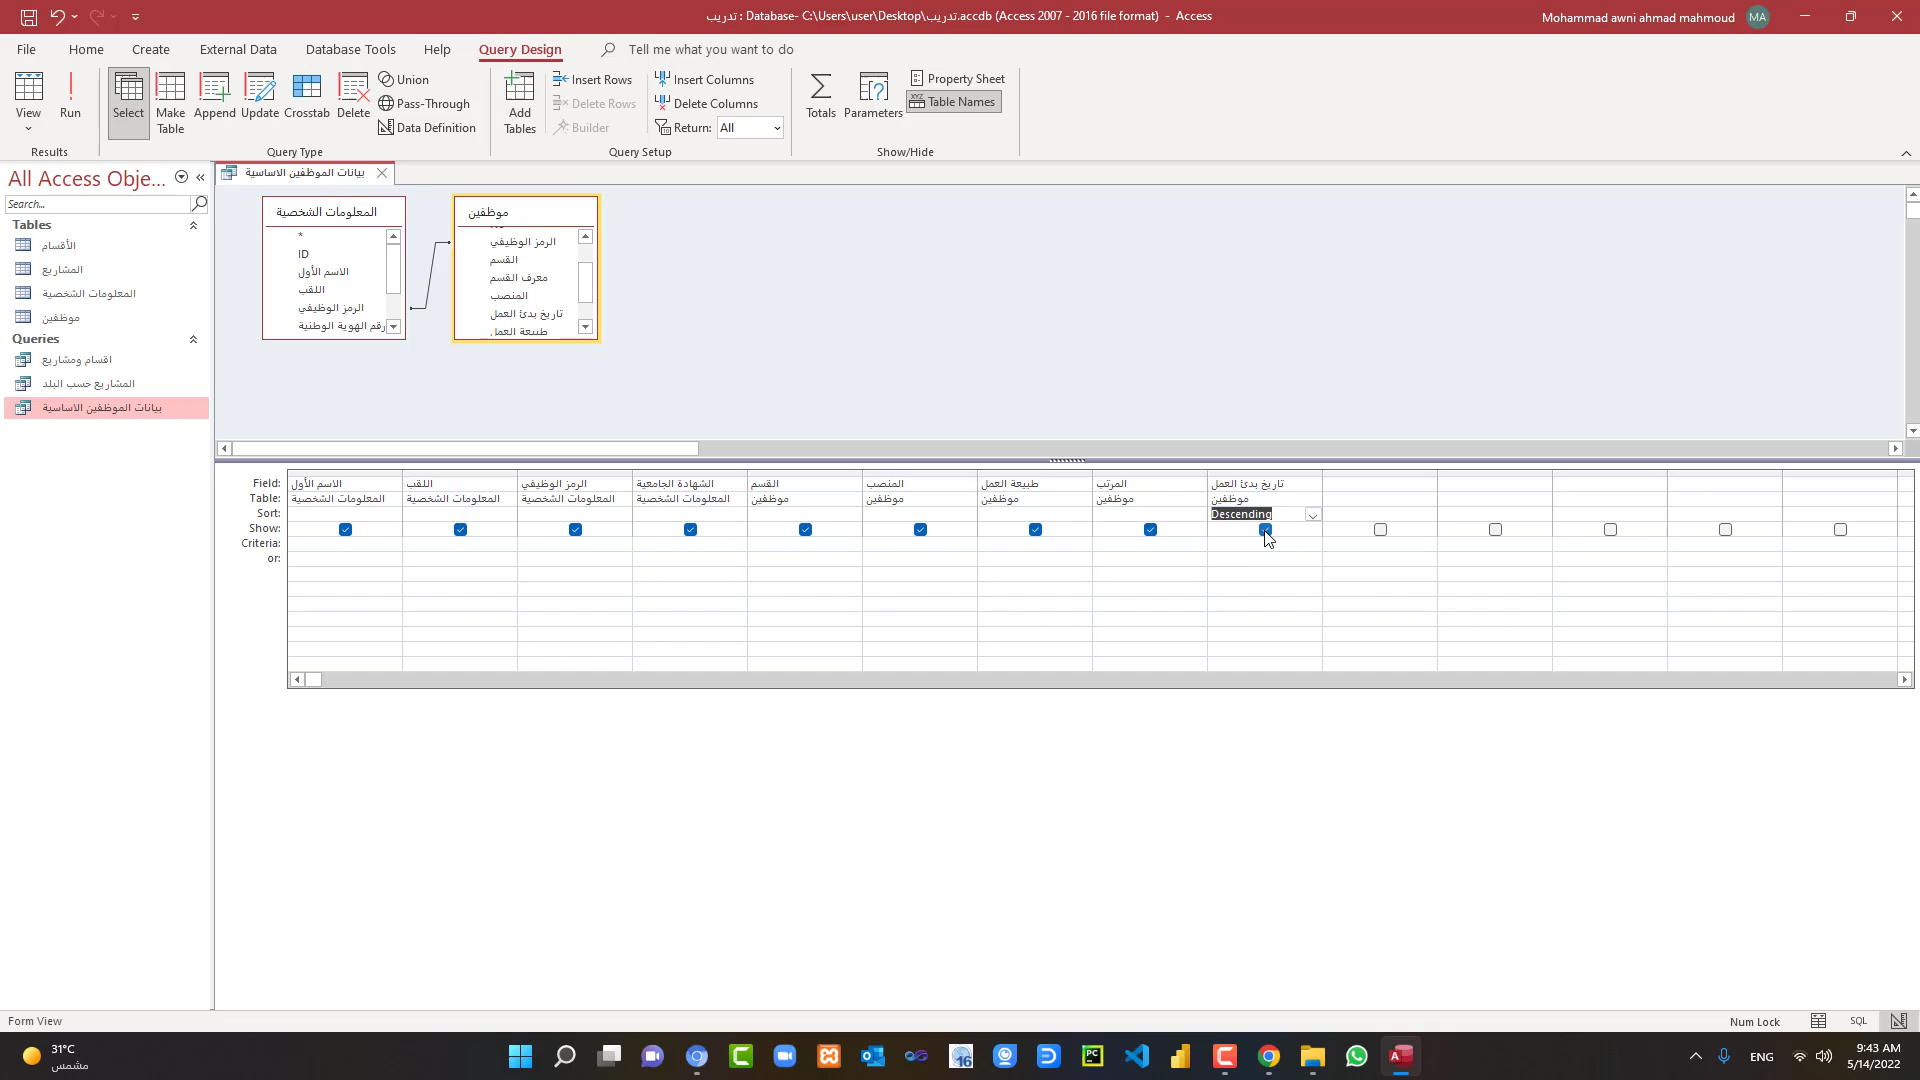 تدريب : Database- C:\Users\user\Desktop\تدريب.accdb (Access 2007 - 2016 file format) - Access
Mohammad awni ahmad mahmoud
MA
File
Home
Create
External Data
Database Tools
Help
Query Design
Tell me what you want to do
View
Run
Results
Select
Make Table
Append
Update
Crosstab
Delete
Union
Pass-Through
Data Definition
Query Type
Add Tables
Insert Rows
Delete Rows
Builder
Insert Columns
Delete Columns
Return: All
Query Setup
Totals
Parameters
Property Sheet
Table Names
Show/Hide
All Access Obje...
Search...
Tables
الأقسام
المشاريع
المعلومات الشخصية
موظفين
Queries
اقسام ومشاريع
المشاريع حسب البلد
بيانات الموظفين الاساسية
بيانات الموظفين الاساسية
المعلومات الشخصية
*
ID
الاسم الأول
اللقب
الرمز الوظيفي
رقم الهوية الوطنية
موظفين
الرمز الوظيفي
القسم
معرف القسم
المنصب
تاريخ بدئ العمل
طبيعة العمل
Field: الاسم الأول اللقب الرمز الوظيفي الشهادة الجامعية القسم المنصب طبيعة العمل المرتب تاريخ بدئ العمل
Table: المعلومات الشخصية المعلومات الشخصية المعلومات الشخصية المعلومات الشخصية موظفين موظفين موظفين موظفين موظفين
Sort: Descending
Show:
Criteria:
or:
Form View
Num Lock
SQL
31°C
مشمس
16
PC
A
ENG
9:43 AM
5/14/2022